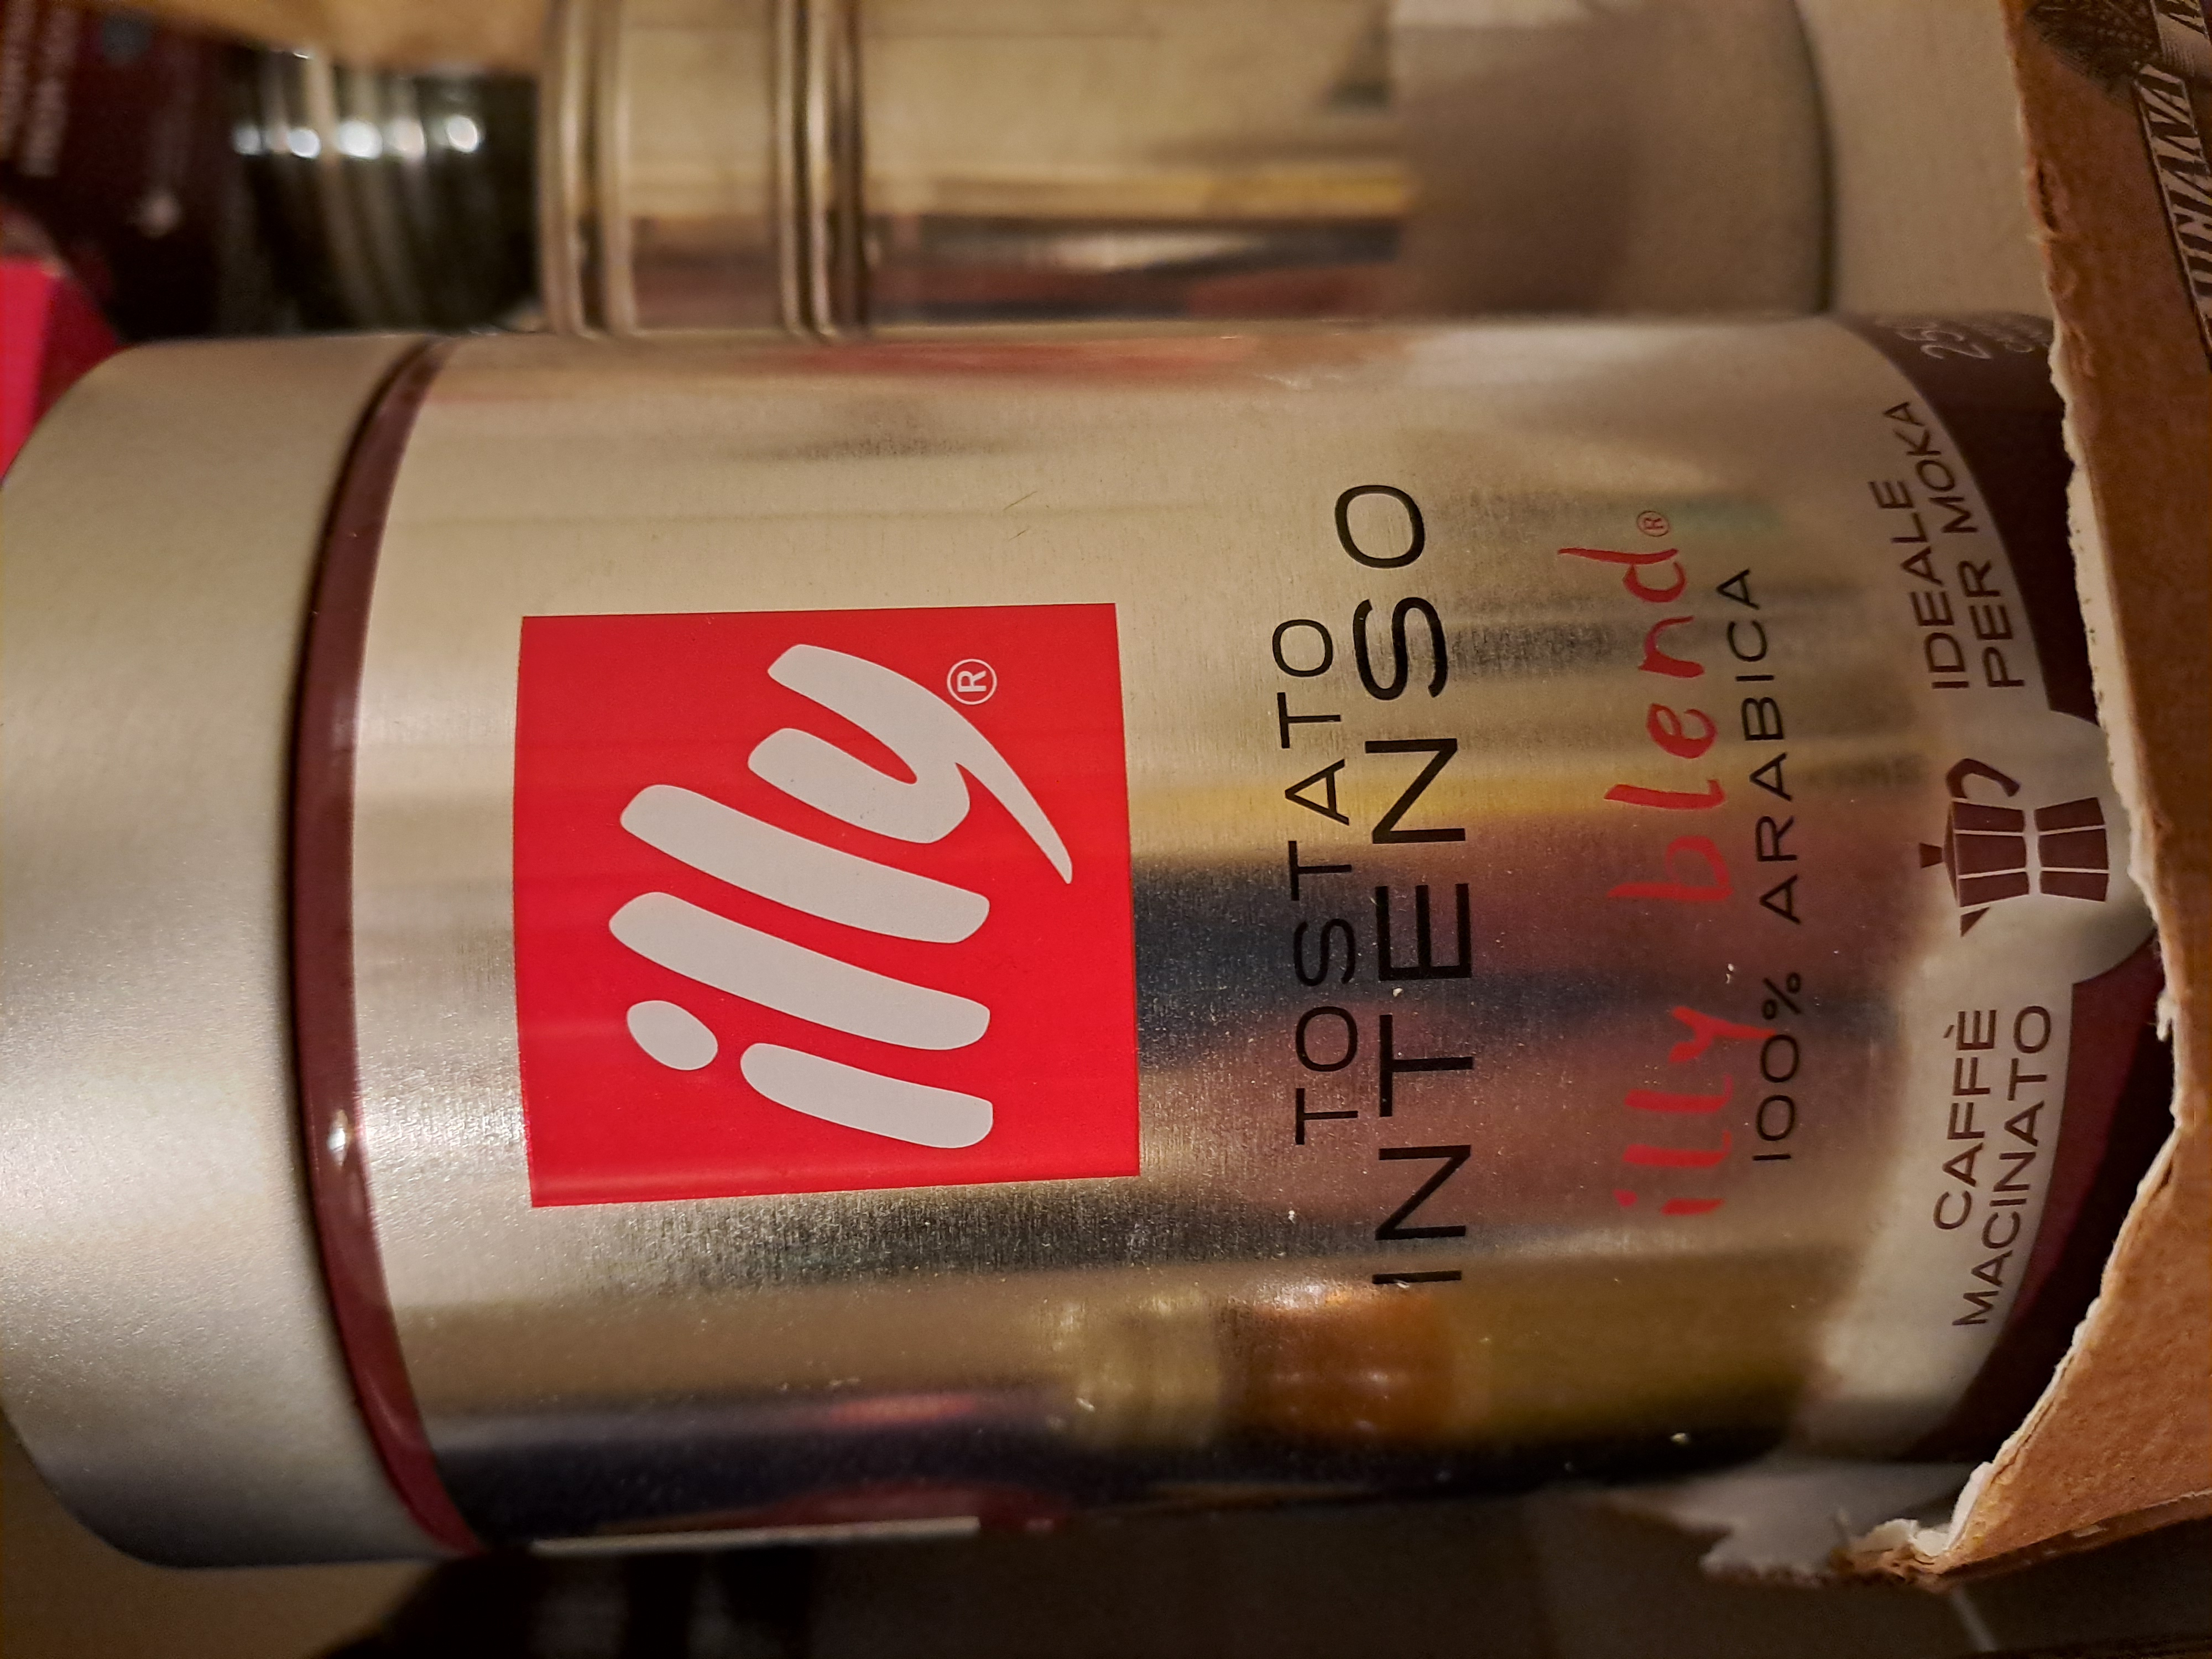 illy®
TOSTATO
INTENSO
illy blend®
100% ARABICA
CAFFÈ
MACINATO
IDEALE
PER MOKA